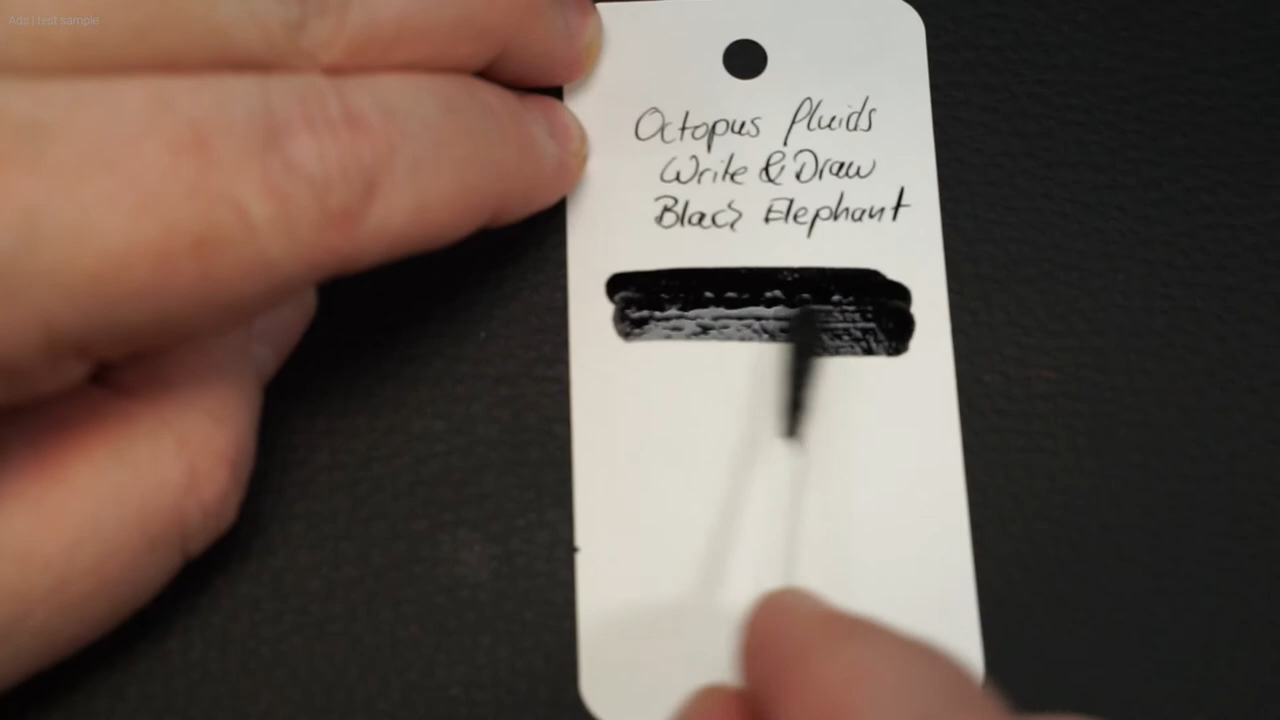 Ads | test sample
Octopus Fluids
Write & Draw
Black Elephant